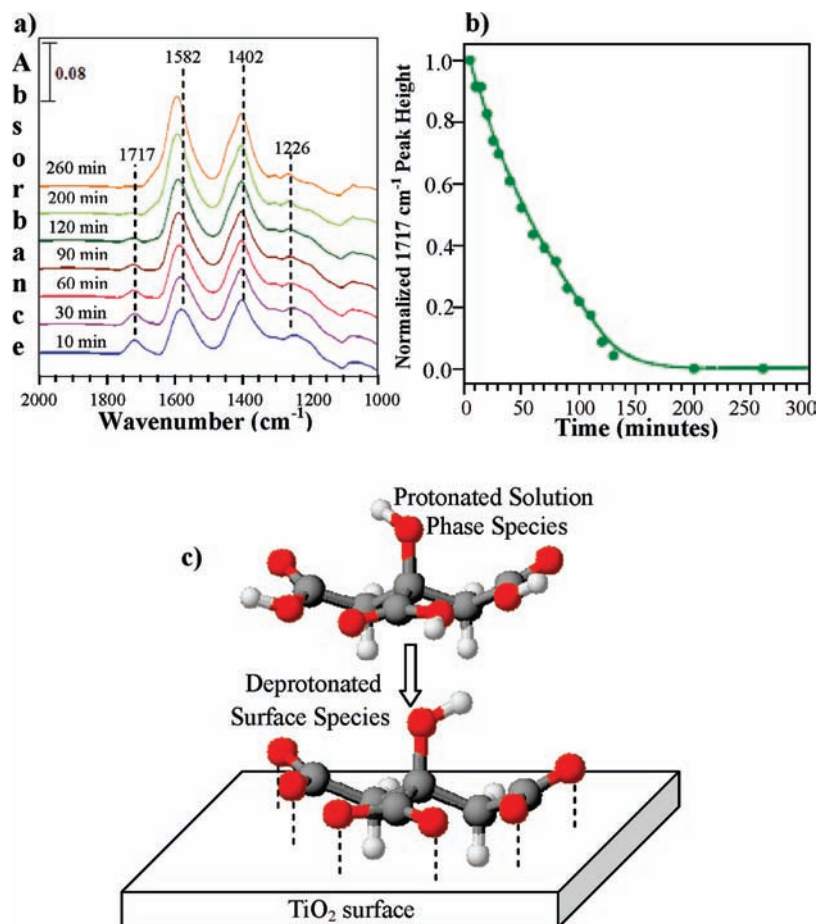 a)
Absorbance
0.08
1582
1402
1717
1226
260 min
200 min
120 min
90 min
60 min
30 min
10 min
2000 1800 1600 1400 1200 1000
Wavenumber (cm⁻¹)
b)
Normalized 1717 cm⁻¹ Peak Height
1.0
0.8
0.6
0.4
0.2
0.0
0 50 100 150 200 250 300
Time (minutes)
c)
Protonated Solution
Phase Species
Deprotonated
Surface Species
TiO₂ surface